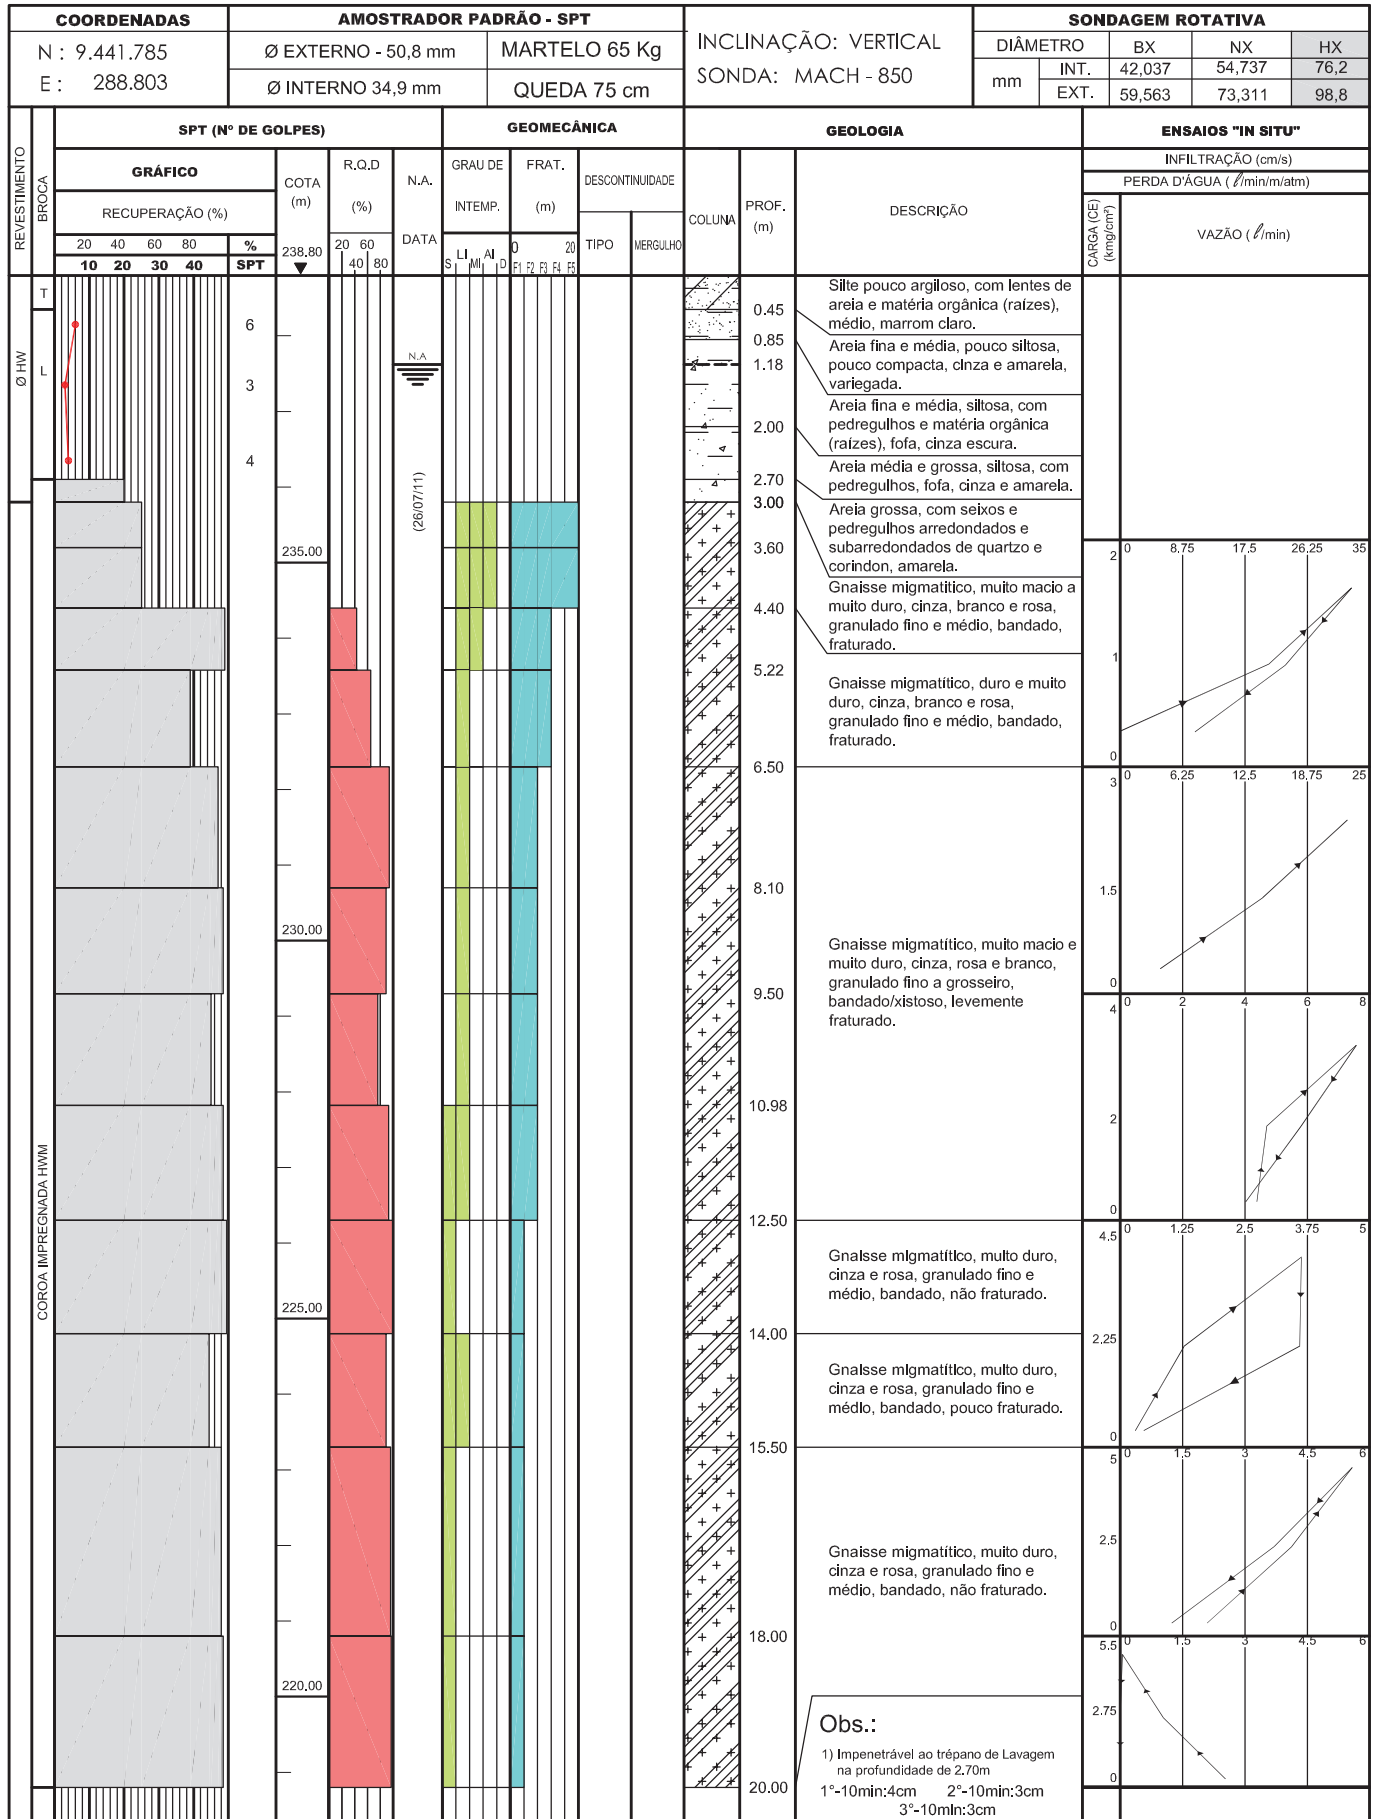 COORDENADAS
N : 9.441.785
E : 288.803
AMOSTRADOR PADRÃO - SPT
Ø EXTERNO - 50,8 mm
MARTELO 65 Kg
Ø INTERNO 34,9 mm
QUEDA 75 cm
INCLINAÇÃO: VERTICAL
SONDA: MACH - 850
SONDAGEM ROTATIVA
DIÂMETRO BX NX HX
mm
INT. 42,037 54,737 76,2
EXT. 59,563 73,311 98,8
REVESTIMENTO
BROCA
SPT (Nº DE GOLPES)
GRÁFICO
RECUPERAÇÃO (%)
20 40 60 80 %
10 20 30 40 SPT
COTA
(m)
238.80
R.Q.D
(%)
20 60
40 80
N.A.
DATA
GEOMECÂNICA
GRAU DE
INTEMP.
S LI MI AI D
FRAT.
(m)
0 20
F1 F2 F3 F4 F5
DESCONTINUIDADE
TIPO
MERGULHO
GEOLOGIA
COLUNA
PROF.
(m)
DESCRIÇÃO
ENSAIOS "IN SITU"
INFILTRAÇÃO (cm/s)
PERDA D'ÁGUA ( ℓ/min/m/atm)
CARGA (CE)
(kmg/cm²)
VAZÃO ( ℓ/min)
Ø HW
T
L
COROA IMPREGNADA HWM
6
3
4
235.00
230.00
225.00
220.00
N.A
(26/07/11)
0.45
0.85
1.18
2.00
2.70
3.00
3.60
4.40
5.22
6.50
8.10
9.50
10.98
12.50
14.00
15.50
18.00
20.00
Silte pouco argiloso, com lentes de
areia e matéria orgânica (raízes),
médio, marrom claro.
Areia fina e média, pouco siltosa,
pouco compacta, cinza e amarela,
variegada.
Areia fina e média, siltosa, com
pedregulhos e matéria orgânica
(raízes), fofa, cinza escura.
Areia média e grossa, siltosa, com
pedregulhos, fofa, cinza e amarela.
Areia grossa, com seixos e
pedregulhos arredondados e
subarredondados de quartzo e
corindon, amarela.
Gnaisse migmatitico, muito macio a
muito duro, cinza, branco e rosa,
granulado fino e médio, bandado,
fraturado.
Gnaisse migmatítico, duro e muito
duro, cinza, branco e rosa,
granulado fino e médio, bandado,
fraturado.
Gnaisse migmatítico, muito macio e
muito duro, cinza, rosa e branco,
granulado fino a grosseiro,
bandado/xistoso, levemente
fraturado.
Gnaisse migmatítico, muito duro,
cinza e rosa, granulado fino e
médio, bandado, não fraturado.
Gnaisse migmatítico, muito duro,
cinza e rosa, granulado fino e
médio, bandado, pouco fraturado.
Gnaisse migmatítico, muito duro,
cinza e rosa, granulado fino e
médio, bandado, não fraturado.
Obs.:
1) Impenetrável ao trépano de Lavagem
na profundidade de 2.70m
1°-10min:4cm 2°-10min:3cm
3°-10min:3cm
0 8.75 17.5 26.25 35
2
1
0
0 6.25 12.5 18.75 25
3
1.5
0
0 2 4 6 8
4
2
0
0 1.25 2.5 3.75 5
4.5
2.25
0
0 1.5 3 4.5 6
5
2.5
0
0 1.5 3 4.5 6
5.5
2.75
0